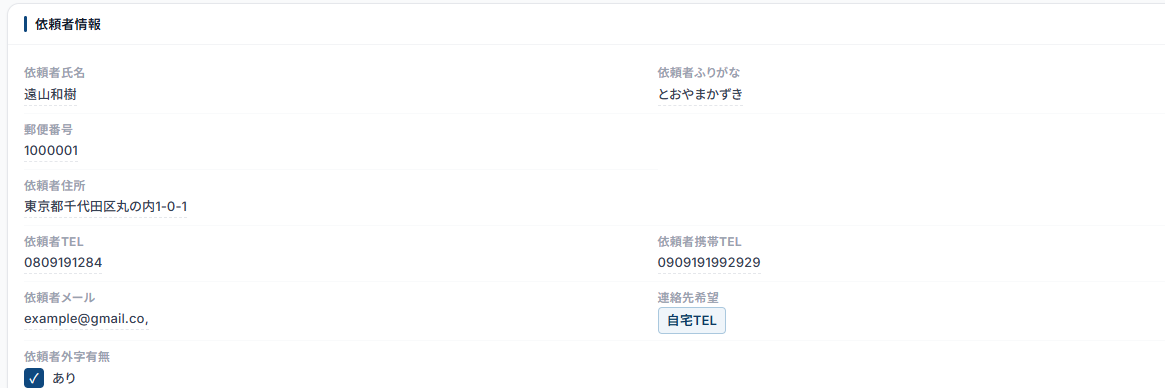 依頼者情報
依頼者氏名 依頼者ふりがな
遠山和樹 とおやまかずき
郵便番号
1000001
依頼者住所
東京都千代田区丸の内1-0-1
依頼者TEL 依頼者携帯TEL
0809191284 0909191992929
依頼者メール 連絡先希望
example@gmail.co, 自宅TEL
依頼者外字有無
あり